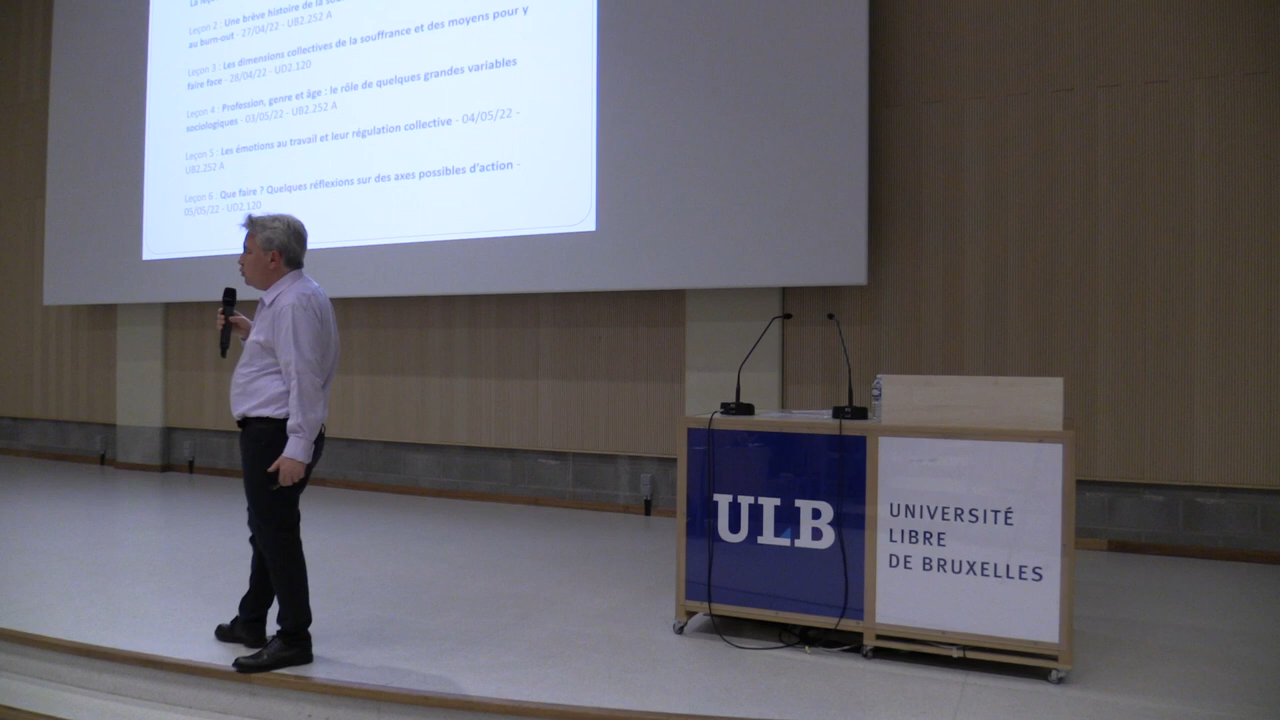 Leçon 2 : Une brève histoire de la
au burn-out - 27/04/22 - UB2.252 A
Leçon 3 : Les dimensions collectives de la souffrance et des moyens pour y
faire face - 28/04/22 - UD2.120
Leçon 4 : Profession, genre et âge : le rôle de quelques grandes variables
sociologiques - 03/05/22 - UB2.252 A
Leçon 5 : Les émotions au travail et leur régulation collective - 04/05/22 -
UB2.252 A
Leçon 6 : Que faire ? Quelques réflexions sur des axes possibles d'action -
05/05/22 - UD2.120
ULB
UNIVERSITÉ
LIBRE
DE BRUXELLES